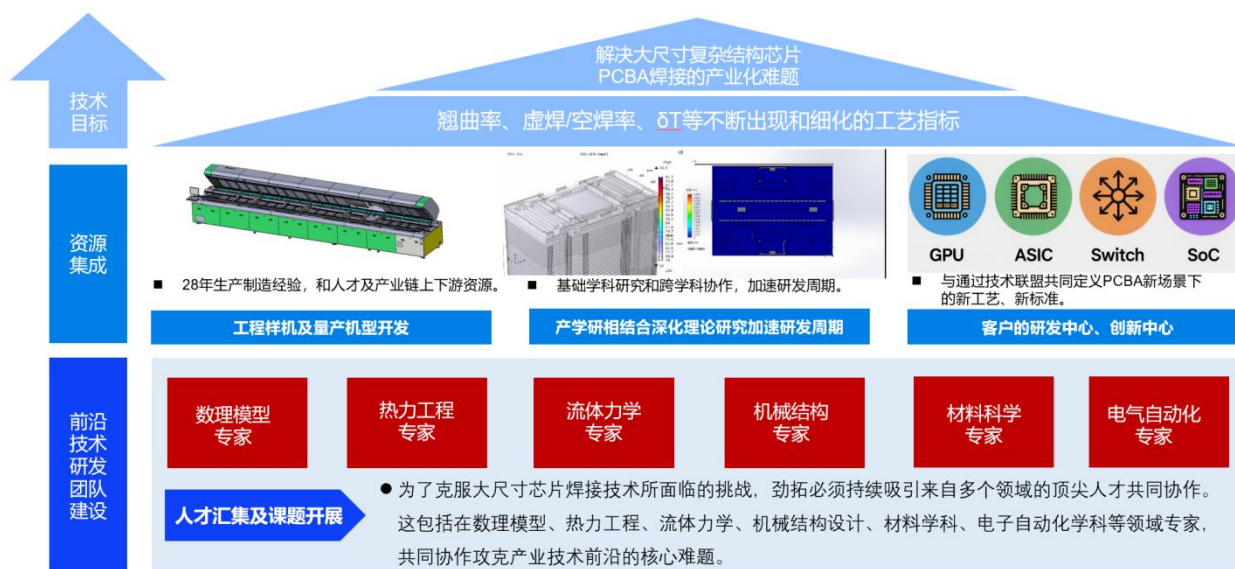 解决大尺寸复杂结构芯片
PCBA焊接的产业化难题
技术
目标
翘曲率、虚焊/空焊率、δT等不断出现和细化的工艺指标
资源
集成
GPU
ASIC
Switch
SoC
■ 28年生产制造经验，和人才及产业链上下游资源。
■ 基础学科研究和跨学科协作，加速研发周期。
■ 与通过技术联盟共同定义PCBA新场景下
的新工艺、新标准。
工程样机及量产机型开发
产学研相结合深化理论研究加速研发周期
客户的研发中心、创新中心
前沿
技术
研发
团队
建设
数理模型
专家
热力工程
专家
流体力学
专家
机械结构
专家
材料科学
专家
电气自动化
专家
人才汇集及课题开展
● 为了克服大尺寸芯片焊接技术所面临的挑战，劲拓必须持续吸引来自多个领域的顶尖人才共同协作。
这包括在数理模型、热力工程、流体力学、机械结构设计、材料学科、电子自动化学科等领域专家，
共同协作攻克产业技术前沿的核心难题。